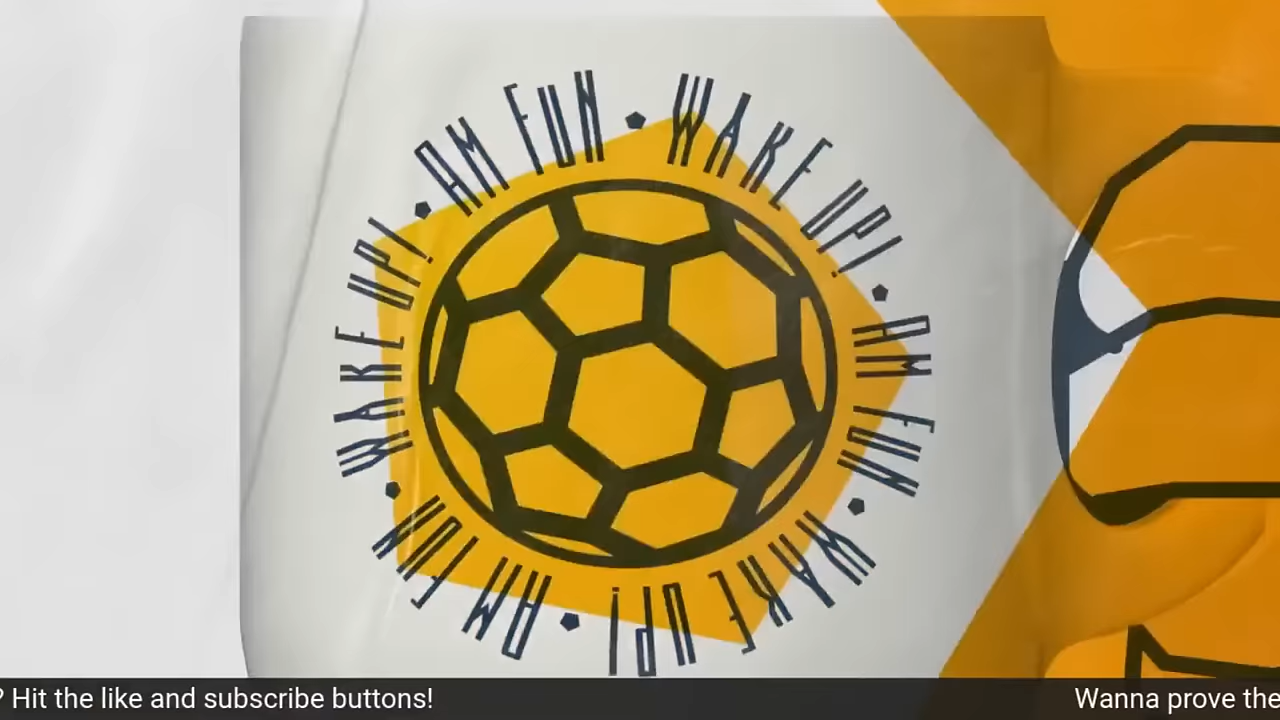 WAKE UP! • AM FUN • WAKE UP! • AM FUN • WAKE UP! • AM FUN •
? Hit the like and subscribe buttons! Wanna prove the